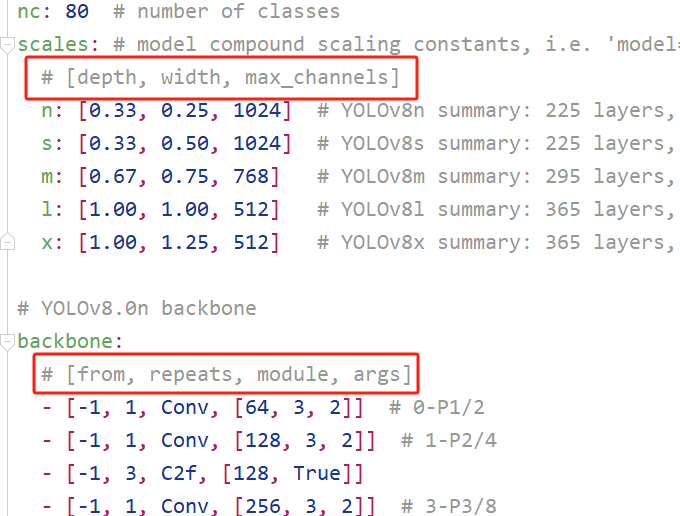 nc: 80  # number of classes
scales: # model compound scaling constants, i.e. 'model=
# [depth, width, max_channels]
n: [0.33, 0.25, 1024]  # YOLOv8n summary: 225 layers,
s: [0.33, 0.50, 1024]  # YOLOv8s summary: 225 layers,
m: [0.67, 0.75, 768]   # YOLOv8m summary: 295 layers,
l: [1.00, 1.00, 512]   # YOLOv8l summary: 365 layers,
x: [1.00, 1.25, 512]   # YOLOv8x summary: 365 layers,
# YOLOv8.0n backbone
backbone:
# [from, repeats, module, args]
- [-1, 1, Conv, [64, 3, 2]]  # 0-P1/2
- [-1, 1, Conv, [128, 3, 2]]  # 1-P2/4
- [-1, 3, C2f, [128, True]]
- [-1, 1, Conv, [256, 3, 2]]  # 3-P3/8